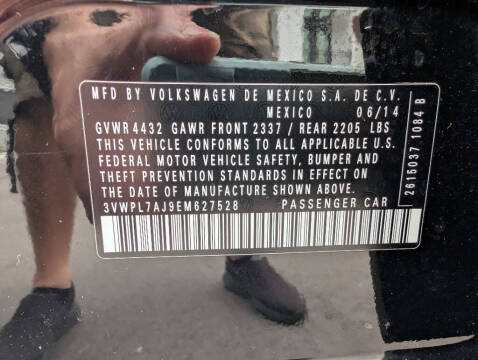 MFD BY VOLKSWAGEN DE MEXICO S.A. DE C.V.
MEXICO 06/14
GVWR 4432 GAWR FRONT 2337 / REAR 2205 LBS
THIS VEHICLE CONFORMS TO ALL APPLICABLE U.S.
FEDERAL MOTOR VEHICLE SAFETY, BUMPER AND
THEFT PREVENTION STANDARDS IN EFFECT ON
THE DATE OF MANUFACTURE SHOWN ABOVE.
3VWPL7AJ9EM627528 PASSENGER CAR
2615037 1084 B